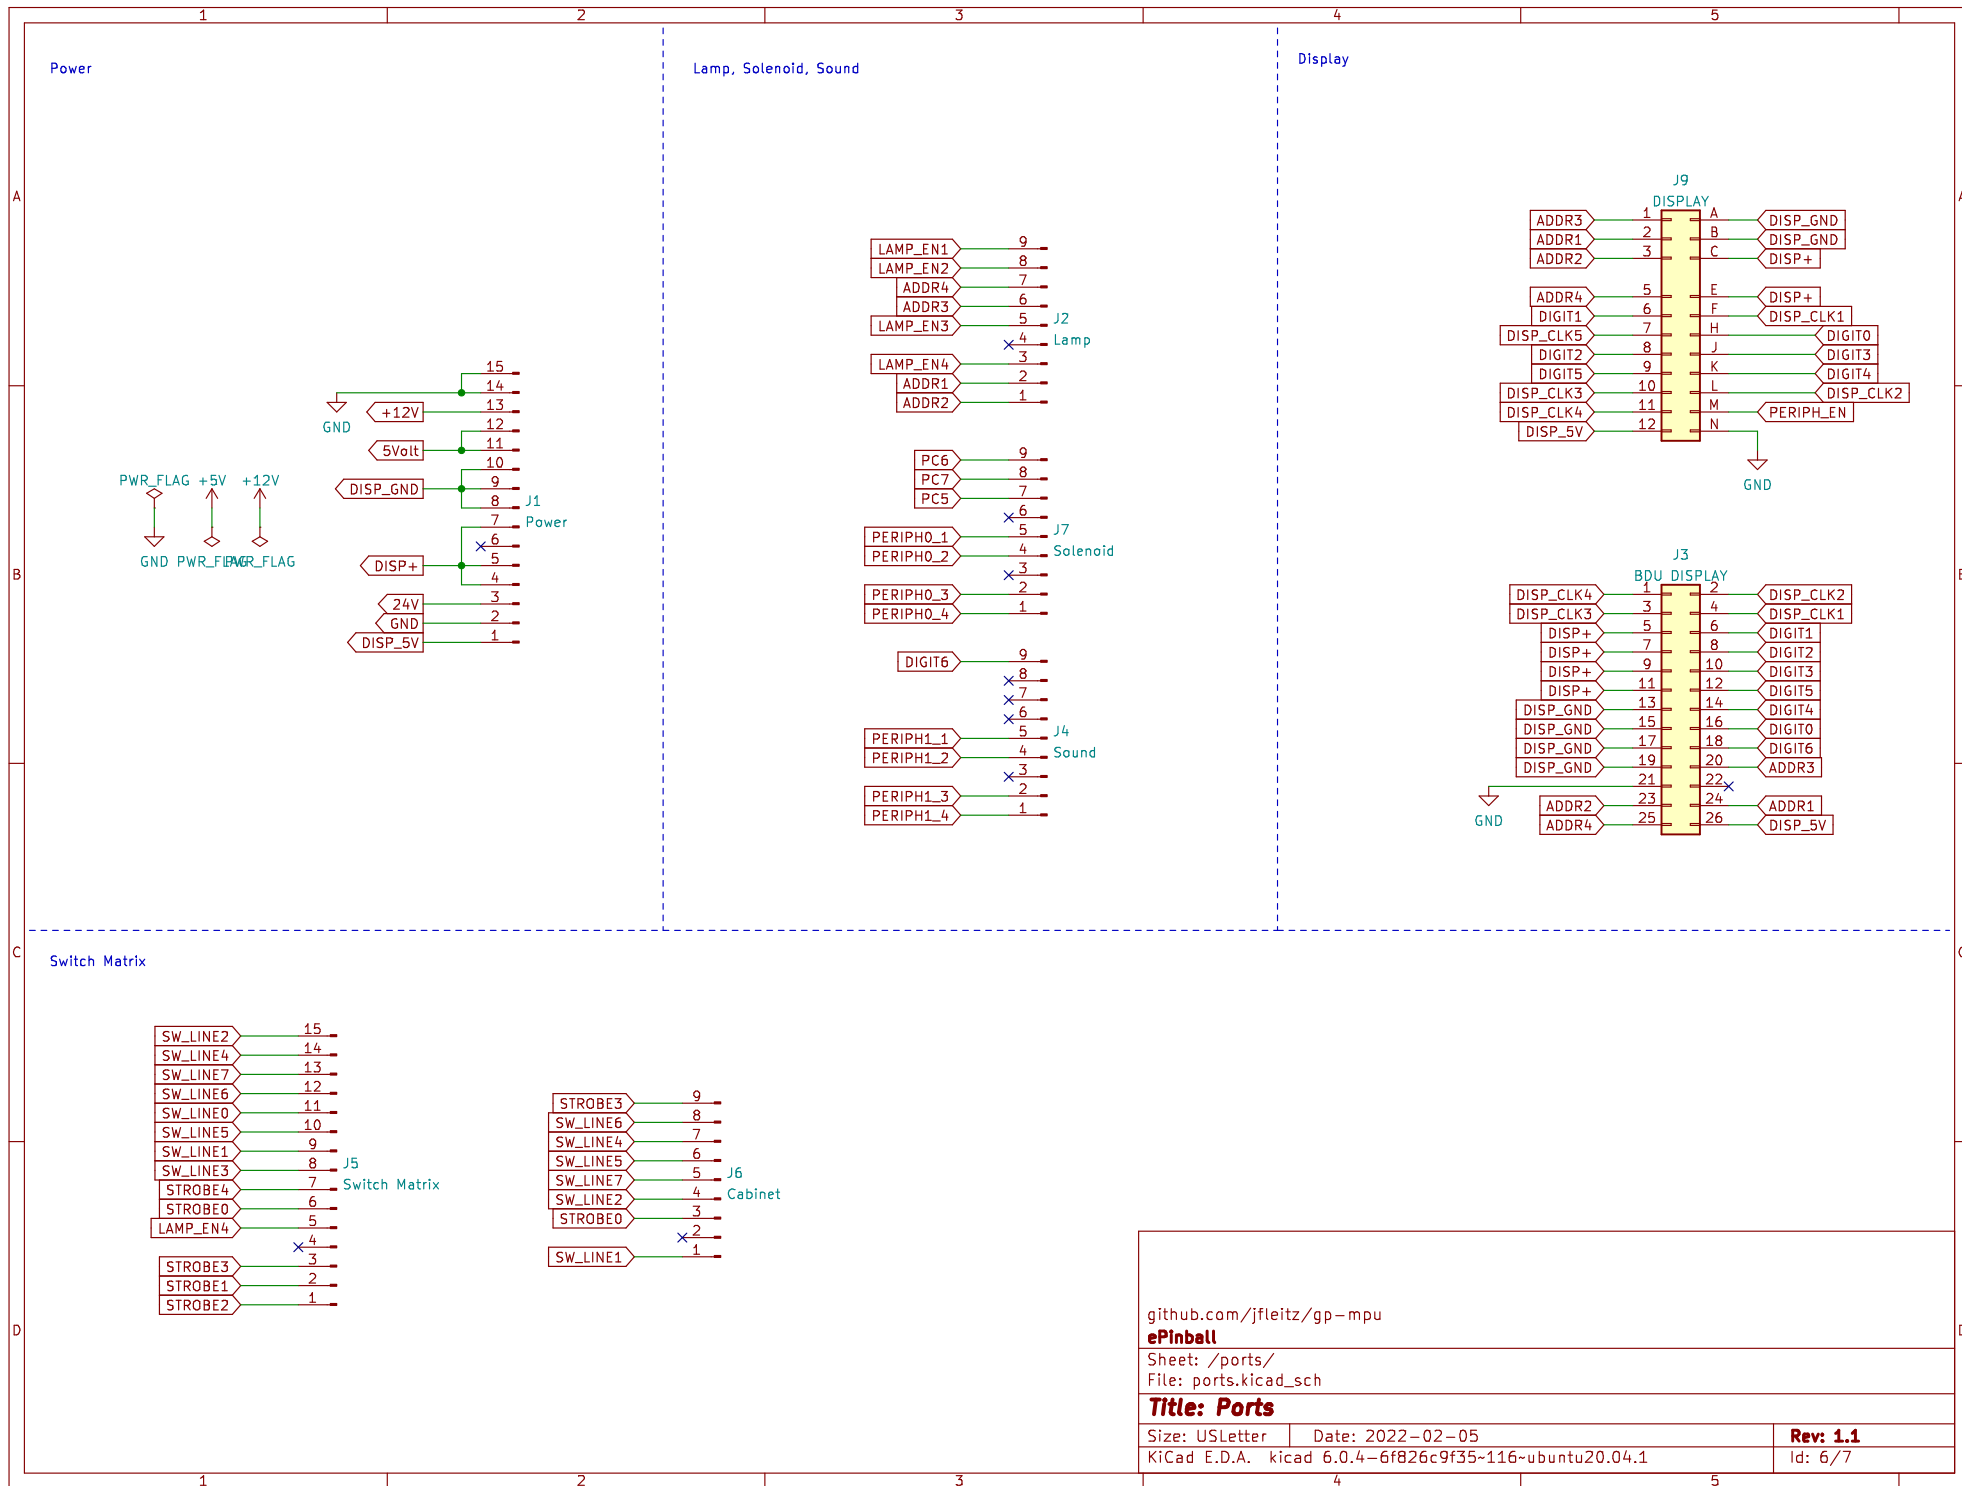 1 2 3 4 5
Power
Lamp, Solenoid, Sound
Display
A
B
C
D
15
14
GND
+12V 13
12
5Volt 11
10
DISP_GND 9
8
J1
Power
7
6
DISP+ 5
4
24V 3
GND 2
DISP_5V 1
PWR_FLAG +5V +12V
GND PWR_FLAG PWR_FLAG
LAMP_EN1 9
LAMP_EN2 8
ADDR4 7
ADDR3 6
LAMP_EN3 5
J2
Lamp
4
LAMP_EN4 3
ADDR1 2
ADDR2 1
PC6 9
PC7 8
PC5 7
6
PERIPH0_1 5
J7
Solenoid
PERIPH0_2 4
3
PERIPH0_3 2
PERIPH0_4 1
DIGIT6 9
8
7
6
PERIPH1_1 5
J4
Sound
PERIPH1_2 4
3
PERIPH1_3 2
PERIPH1_4 1
J9
DISPLAY
ADDR3 1 A DISP_GND
ADDR1 2 B DISP_GND
ADDR2 3 C DISP+
ADDR4 5 E DISP+
DIGIT1 6 F DISP_CLK1
DISP_CLK5 7 H DIGIT0
DIGIT2 8 J DIGIT3
DIGIT5 9 K DIGIT4
DISP_CLK3 10 L DISP_CLK2
DISP_CLK4 11 M PERIPH_EN
DISP_5V 12 N
GND
J3
BDU DISPLAY
DISP_CLK4 1 2 DISP_CLK2
DISP_CLK3 3 4 DISP_CLK1
DISP+ 5 6 DIGIT1
DISP+ 7 8 DIGIT2
DISP+ 9 10 DIGIT3
DISP+ 11 12 DIGIT5
DISP_GND 13 14 DIGIT4
DISP_GND 15 16 DIGIT0
DISP_GND 17 18 DIGIT6
DISP_GND 19 20 ADDR3
21 22
GND
ADDR2 23 24 ADDR1
ADDR4 25 26 DISP_5V
Switch Matrix
SW_LINE2 15
SW_LINE4 14
SW_LINE7 13
SW_LINE6 12
SW_LINE0 11
SW_LINE5 10
SW_LINE1 9
SW_LINE3 8
J5
Switch Matrix
STROBE4 7
STROBE0 6
LAMP_EN4 5
4
STROBE3 3
STROBE1 2
STROBE2 1
STROBE3 9
SW_LINE6 8
SW_LINE4 7
SW_LINE5 6
SW_LINE7 5
J6
Cabinet
SW_LINE2 4
STROBE0 3
2
SW_LINE1 1
github.com/jfleitz/gp-mpu
ePinball
Sheet: /ports/
File: ports.kicad_sch
Title: Ports
Size: USLetter Date: 2022-02-05 Rev: 1.1
KiCad E.D.A. kicad 6.0.4-6f826c9f35~116~ubuntu20.04.1 Id: 6/7
1 2 3 4 5